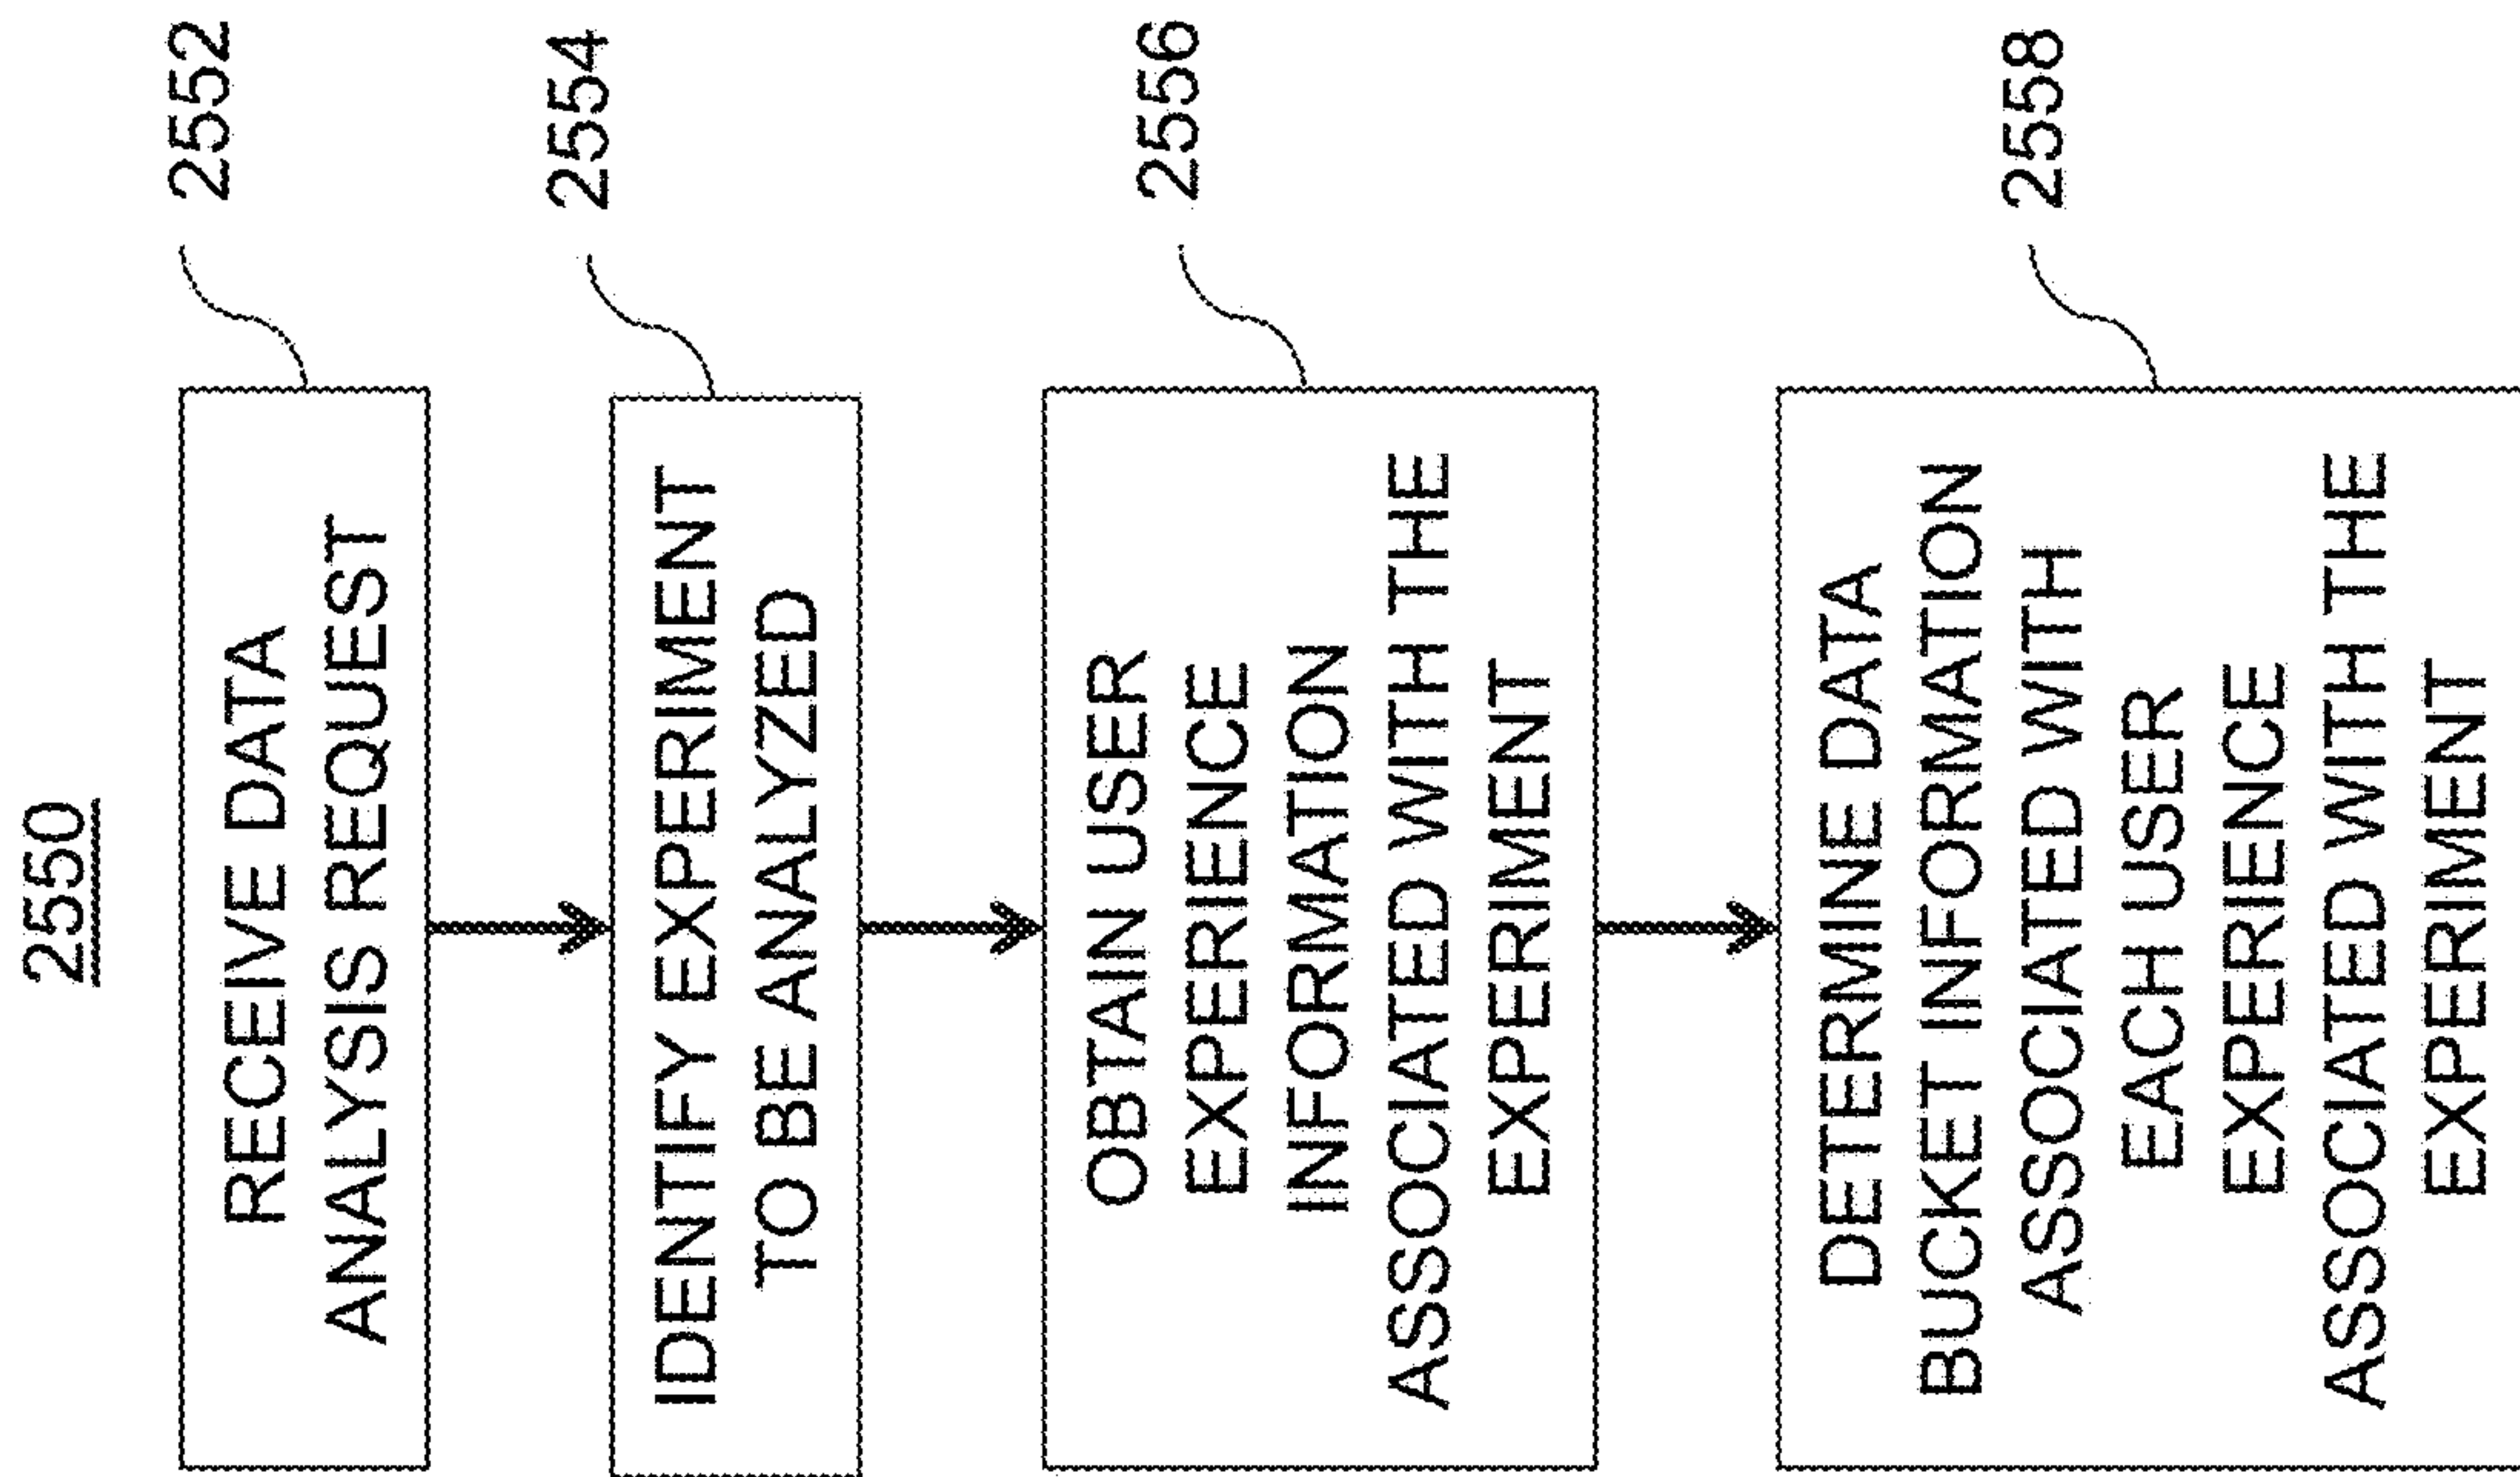 2550
RECEIVE DATA
ANALYSIS REQUEST
2552
IDENTIFY EXPERIMENT
TO BE ANALYZED
2554
OBTAIN USER
EXPERIENCE
INFORMATION
ASSOCIATED WITH THE
EXPERIMENT
2556
DETERMINE DATA
BUCKET INFORMATION
ASSOCIATED WITH
EACH USER
EXPERIENCE
ASSOCIATED WITH THE
EXPERIMENT
2558